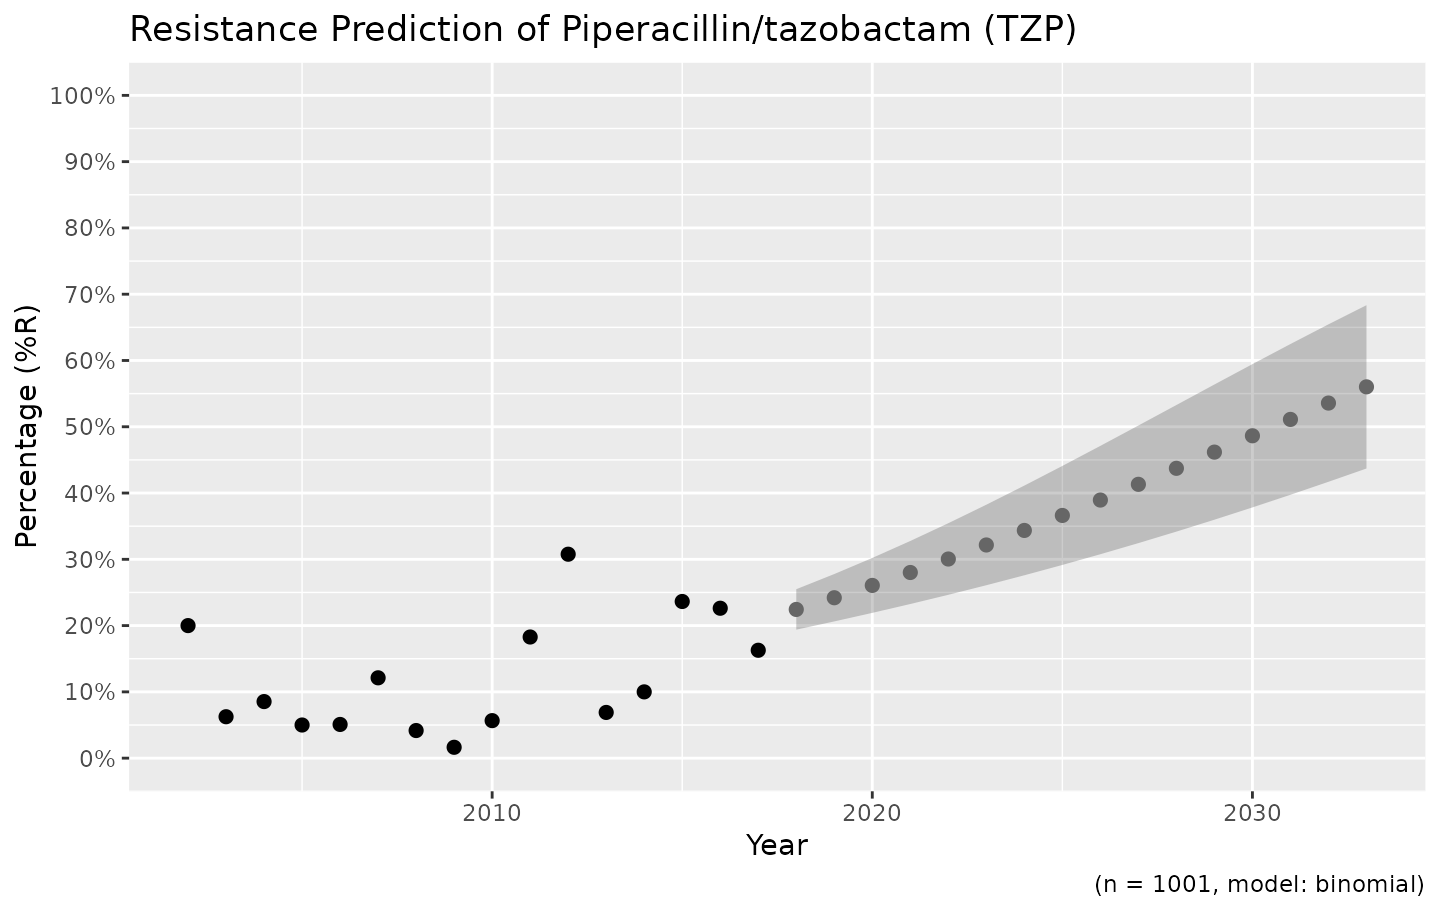 Resistance Prediction of Piperacillin/tazobactam (TZP)
Percentage (%R)
100%
90%
80%
70%
60%
50%
40%
30%
20%
10%
0%
2010 2020 2030
Year
(n = 1001, model: binomial)